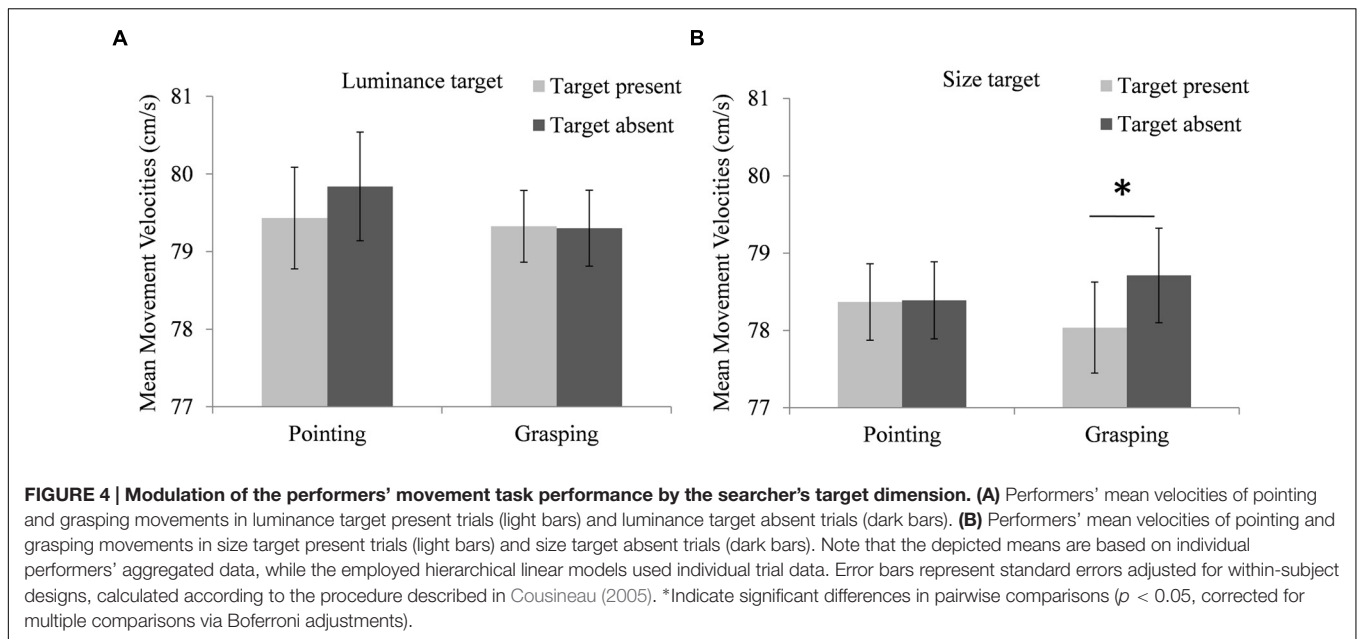 A
B
Luminance target
Target present
Target absent
Mean Movement Velocities (cm/s)
81
80
79
78
77
Pointing
Grasping
Size target
Target present
Target absent
Mean Movement Velocities (cm/s)
81
80
79
78
77
*
Pointing
Grasping
FIGURE 4 | Modulation of the performers’ movement task performance by the searcher’s target dimension. (A) Performers’ mean velocities of pointing
and grasping movements in luminance target present trials (light bars) and luminance target absent trials (dark bars). (B) Performers’ mean velocities of pointing and
grasping movements in size target present trials (light bars) and size target absent trials (dark bars). Note that the depicted means are based on individual
performers’ aggregated data, while the employed hierarchical linear models used individual trial data. Error bars represent standard errors adjusted for within-subject
designs, calculated according to the procedure described in Cousineau (2005). *Indicate significant differences in pairwise comparisons (p < 0.05, corrected for
multiple comparisons via Boferroni adjustments).